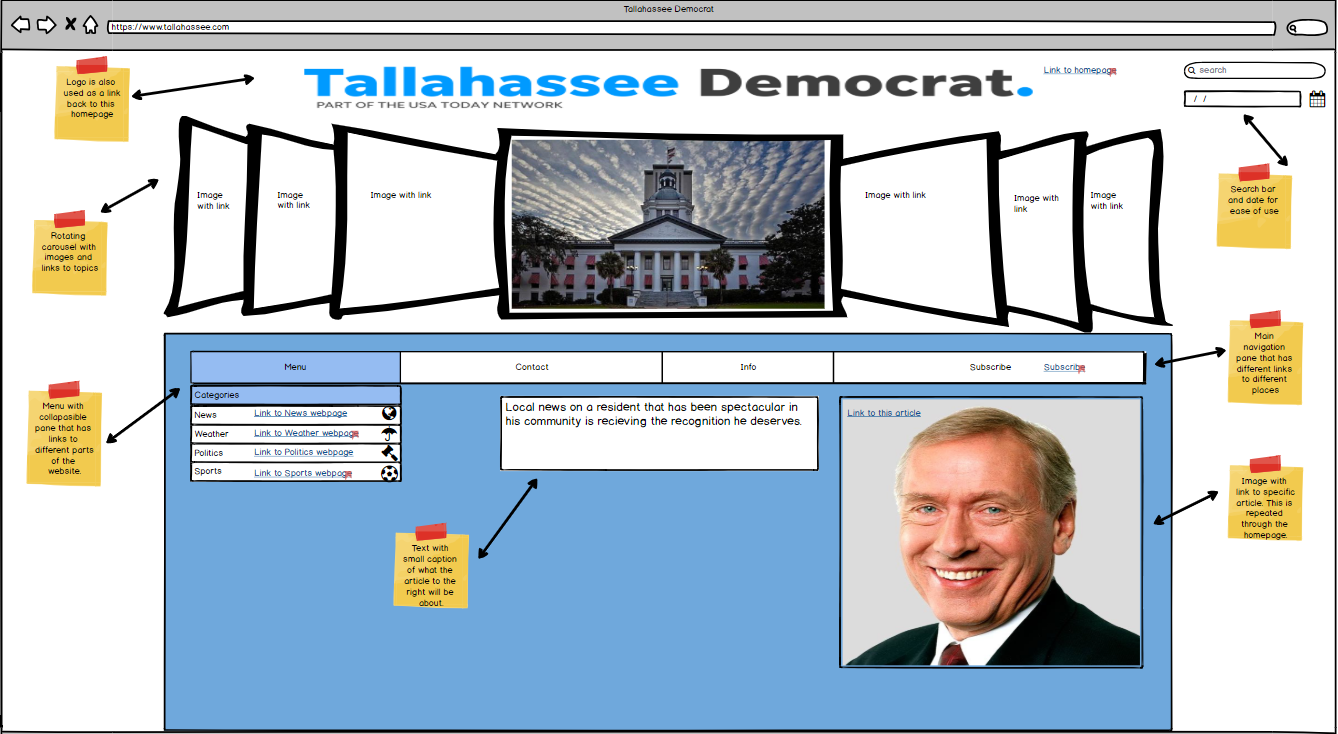 Tallahassee Democrat
https://www.tallahassee.com
Logo is also
used as a link
back to this
homepage
Tallahassee Democrat.
PART OF THE USA TODAY NETWORK
Link to homepage
search
/ /
Search bar
and date for
ease of use
Rotating
carousel with
images and
links to topics
Image
with link
Image
with link
Image with link
Image with link
Image with
link
Image
with link
Main
navigation
pane that has
different links
to different
places
Menu
Contact
Info
Subscribe
Subscribe
Menu with
collapasible
pane that has
links to
different parts
of the
website.
Categories
News
Link to News webpage
Weather
Link to Weather webpage
Politics
Link to Politics webpage
Sports
Link to Sports webpage
Local news on a resident that has been spectacular in
his community is recieving the recognition he deserves.
Link to this article
Text with
small caption
of what the
article to the
right will be
about.
Image with
link to specific
article. This is
repeated
through the
homepage.